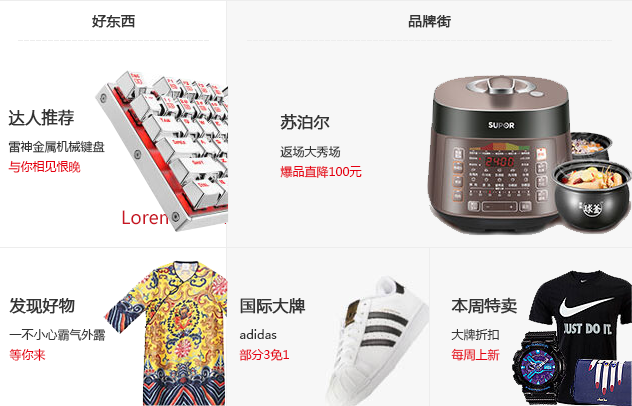 好东西
品牌街
达人推荐
雷神金属机械键盘
与你相见恨晚
Loren
苏泊尔
返场大秀场
爆品直降100元
SUPOR
球釜
发现好物
一不小心霸气外露
等你来
国际大牌
adidas
部分3免1
本周特卖
大牌折扣
每周上新
JUST DO IT.